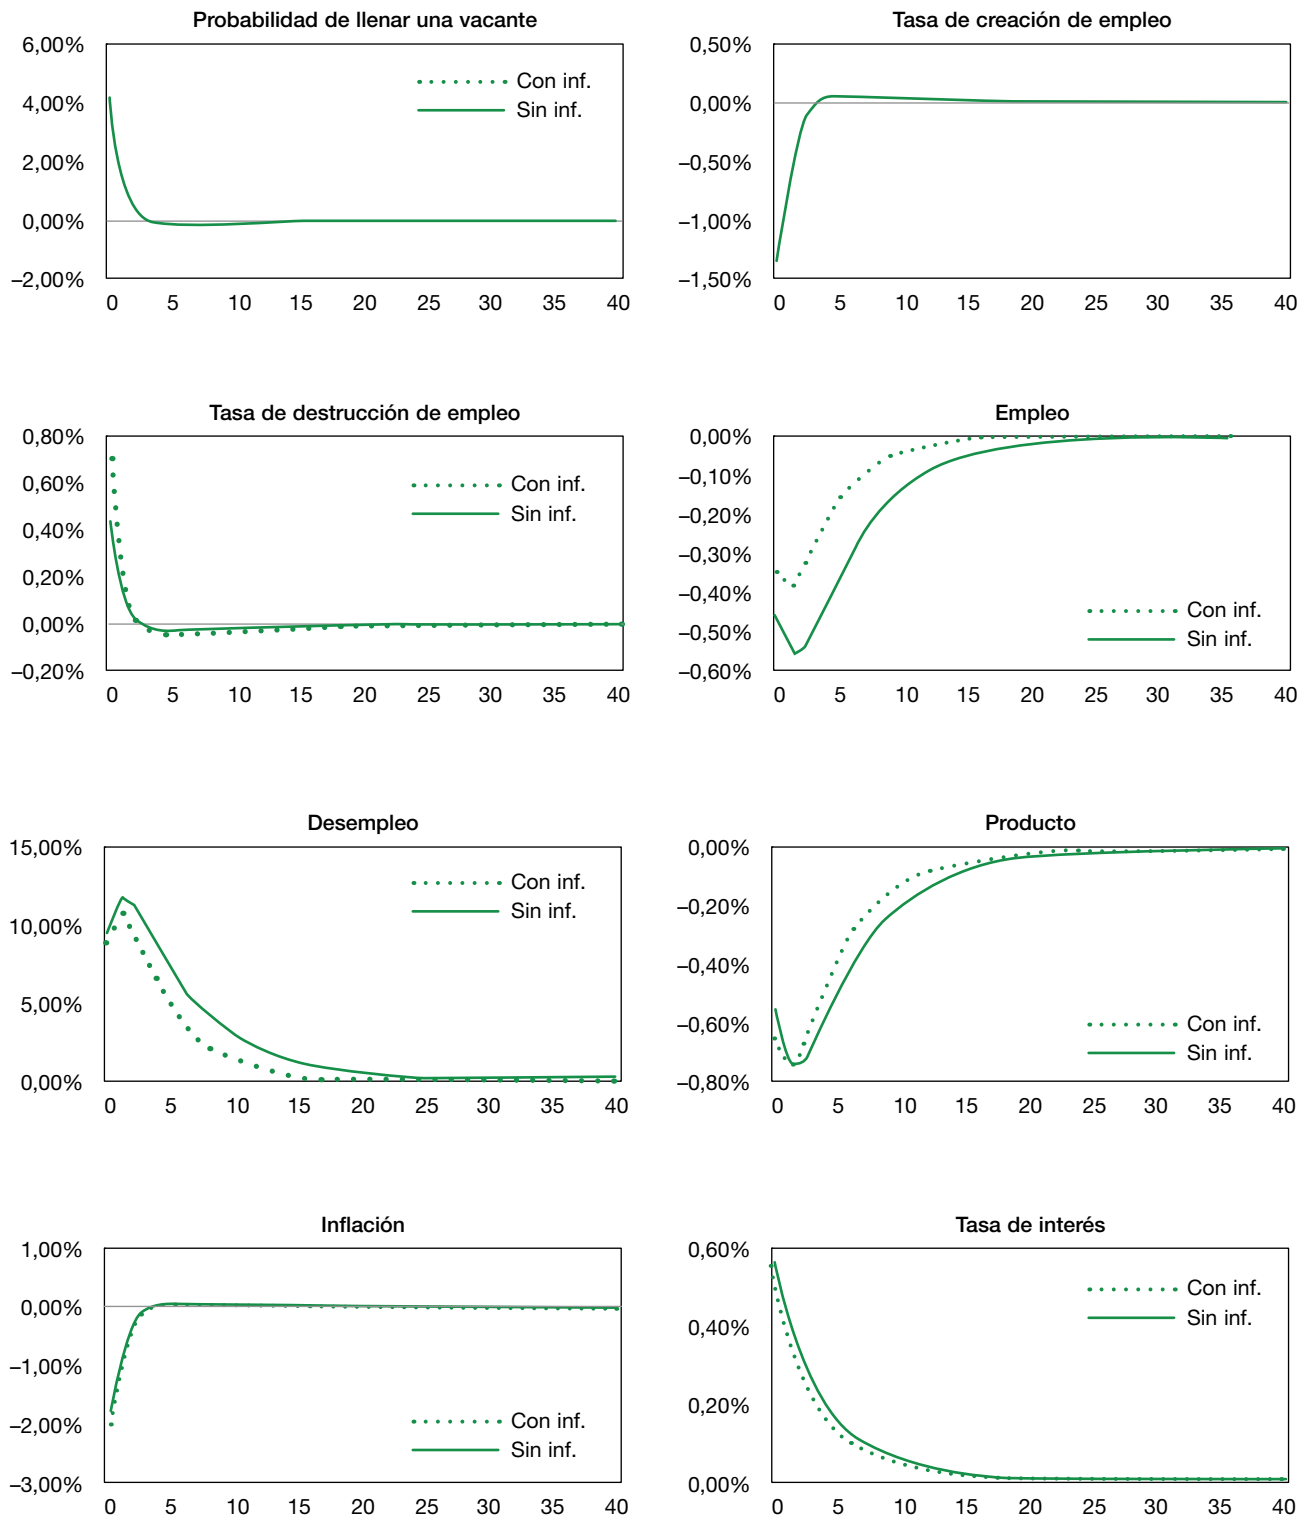 Probabilidad de llenar una vacante
6,00%
4,00%
2,00%
0,00%
–2,00%
Con inf.
Sin inf.
0 5 10 15 20 25 30 35 40
Tasa de creación de empleo
0,50%
0,00%
–0,50%
–1,00%
–1,50%
0 5 10 15 20 25 30 35 40
Tasa de destrucción de empleo
0,80%
0,60%
0,40%
0,20%
0,00%
–0,20%
Con inf.
Sin inf.
0 5 10 15 20 25 30 35 40
Empleo
0,00%
–0,10%
–0,20%
–0,30%
–0,40%
–0,50%
–0,60%
Con inf.
Sin inf.
0 5 10 15 20 25 30 35 40
Desempleo
15,00%
10,00%
5,00%
0,00%
Con inf.
Sin inf.
0 5 10 15 20 25 30 35 40
Producto
0,00%
–0,20%
–0,40%
–0,60%
–0,80%
Con inf.
Sin inf.
0 5 10 15 20 25 30 35 40
Inflación
1,00%
0,00%
–1,00%
–2,00%
–3,00%
Con inf.
Sin inf.
0 5 10 15 20 25 30 35 40
Tasa de interés
0,60%
0,40%
0,20%
0,00%
Con inf.
Sin inf.
0 5 10 15 20 25 30 35 40